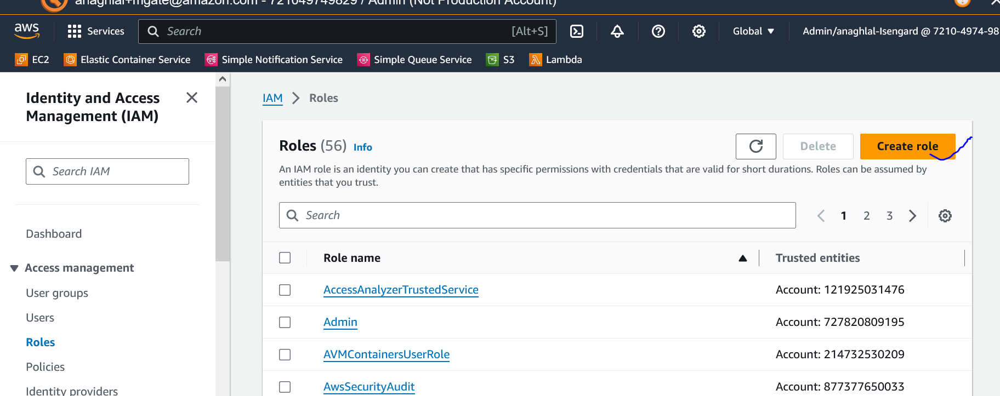 anaghlal+mgate@amazon.com - 721049749829 / Admin (Not Production Account)
aws
Services
Search
[Alt+S]
Global
Admin/anaghlal-Isengard @ 7210-4974-98
EC2
Elastic Container Service
Simple Notification Service
Simple Queue Service
S3
Lambda
Identity and Access
Management (IAM)
Search IAM
Dashboard
Access management
User groups
Users
Roles
Policies
Identity providers
IAM
Roles
Roles (56) Info
Delete
Create role
An IAM role is an identity you can create that has specific permissions with credentials that are valid for short durations. Roles can be assumed by
entities that you trust.
Search
1 2 3
Role name
Trusted entities
AccessAnalyzerTrustedService
Account: 121925031476
Admin
Account: 727820809195
AVMContainersUserRole
Account: 214732530209
AwsSecurityAudit
Account: 877377650033